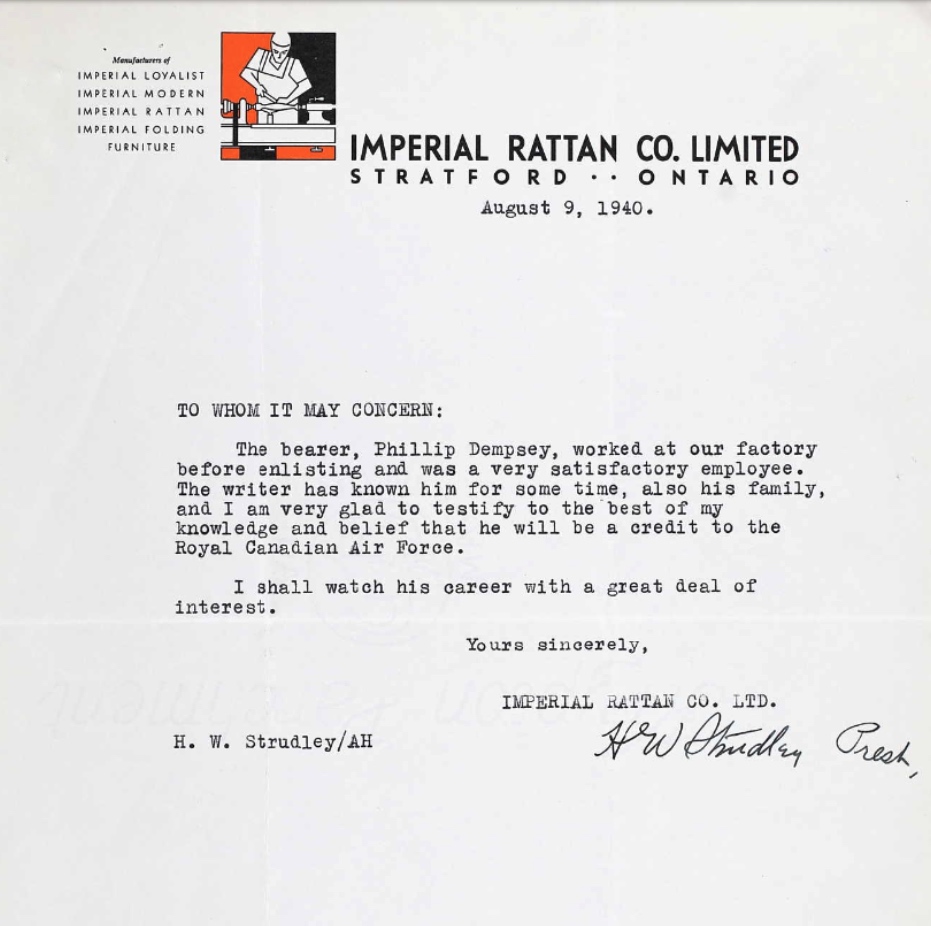 Manufacturers of
IMPERIAL LOYALIST
IMPERIAL MODERN
IMPERIAL RATTAN
IMPERIAL FOLDING
FURNITURE
IMPERIAL RATTAN CO. LIMITED
STRATFORD ·· ONTARIO
August 9, 1940.
TO WHOM IT MAY CONCERN:
The bearer, Phillip Dempsey, worked at our factory
before enlisting and was a very satisfactory employee.
The writer has known him for some time, also his family,
and I am very glad to testify to the best of my
knowledge and belief that he will be a credit to the
Royal Canadian Air Force.
I shall watch his career with a great deal of
interest.
Yours sincerely,
IMPERIAL RATTAN CO. LTD.
HW Strudley Prest,
H. W. Strudley/AH